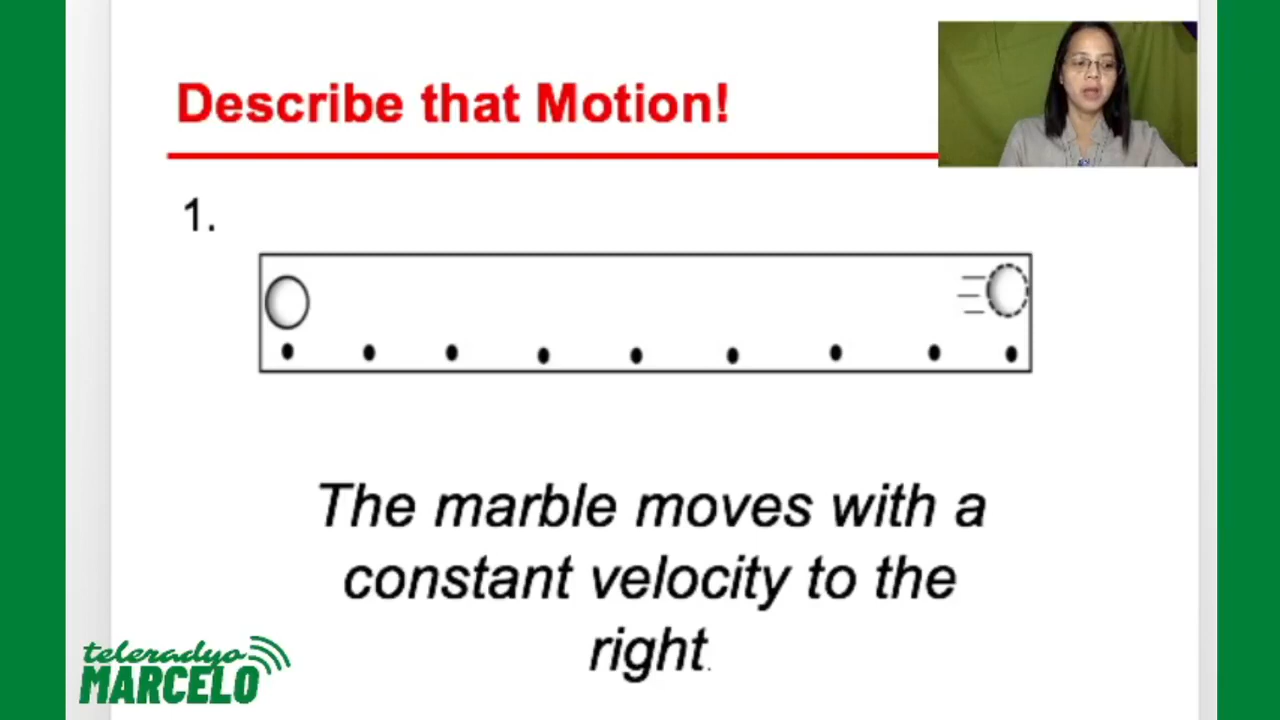 Describe that Motion!
1.
The marble moves with a
constant velocity to the
right.
teleradyo
MARCELO